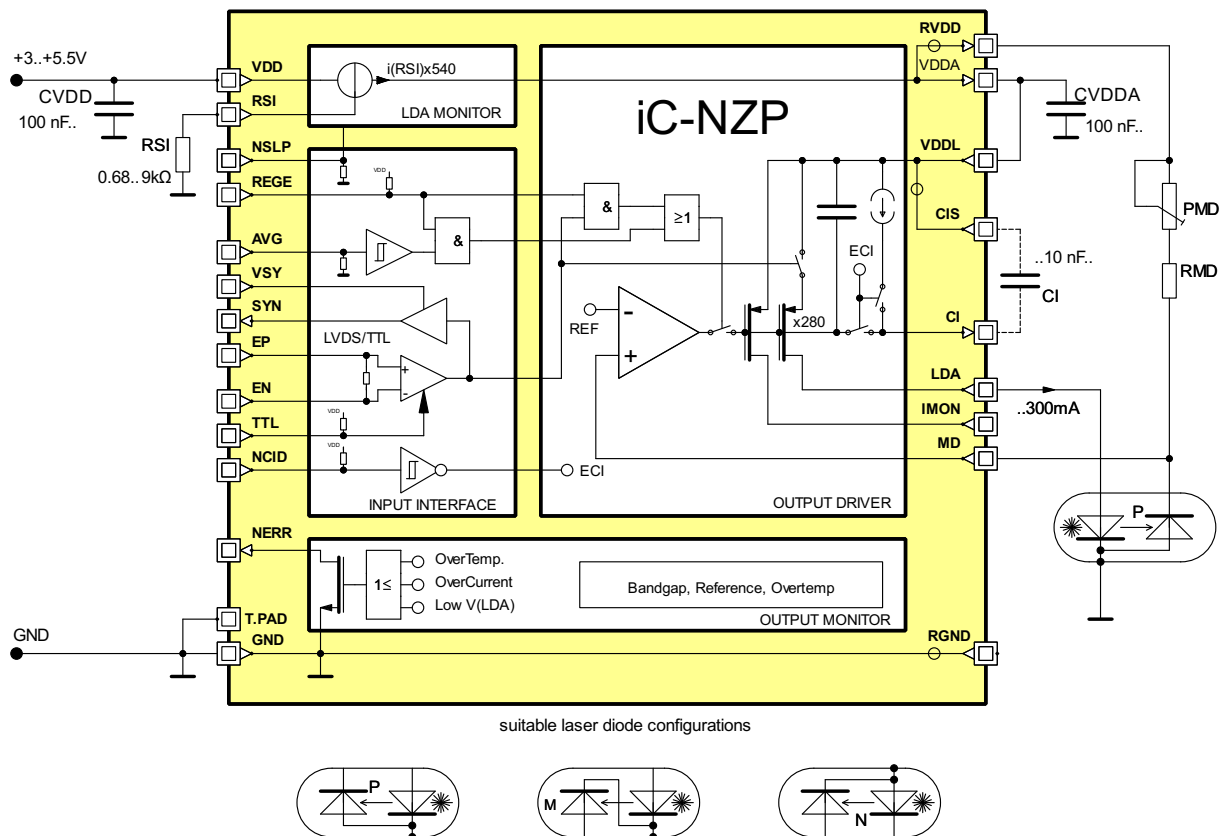 +3..+5.5V
CVDD
100 nF..
RSI
0.68..9kΩ
GND
VDD
RSI
NSLP
REGE
AVG
VSY
SYN
EP
EN
TTL
NCID
NERR
T.PAD
GND
i(RSI)x540
LDA MONITOR
VDD
&
LVDS/TTL
+
-
VDD
VDD
ECI
INPUT INTERFACE
iC-NZP
&
≥1
REF
-
+
x280
ECI
OUTPUT DRIVER
1≤
OverTemp.
OverCurrent
Low V(LDA)
Bandgap, Reference, Overtemp
OUTPUT MONITOR
RVDD
VDDA
VDDL
CIS
CI
LDA
IMON
MD
RGND
CVDDA
100 nF..
PMD
RMD
..10 nF..
CI
..300mA
P
suitable laser diode configurations
P
M
N